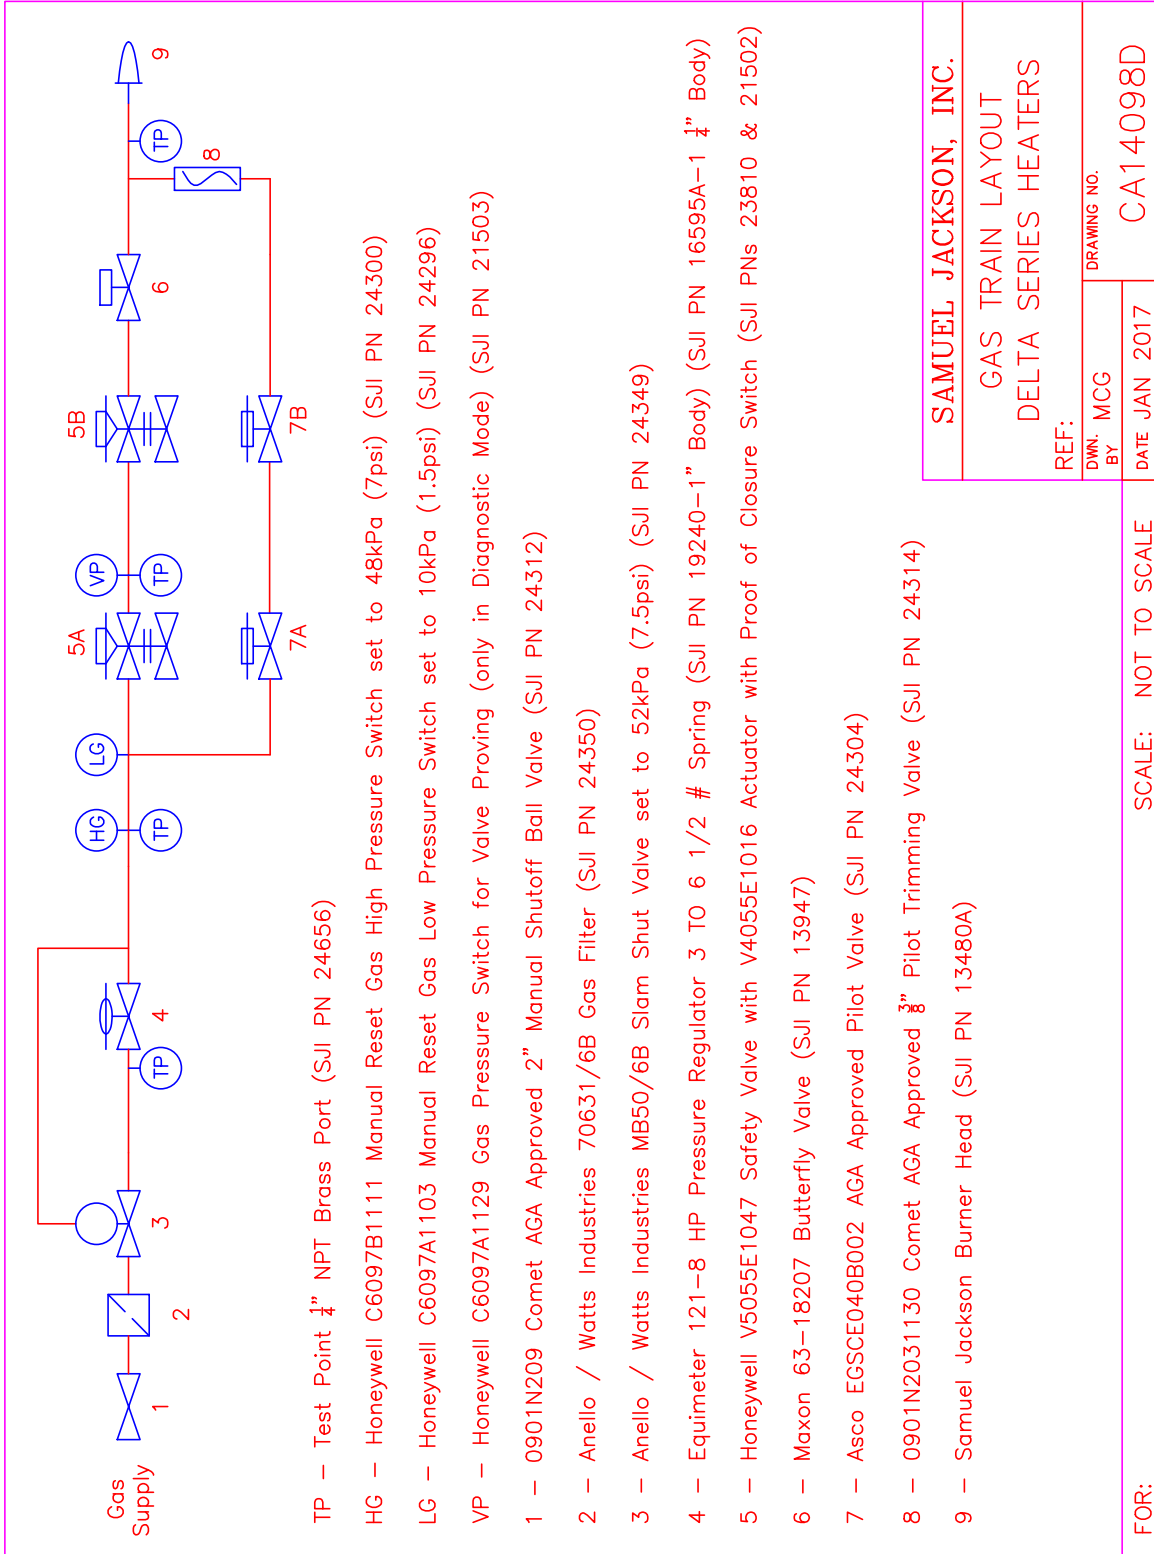 Gas
Supply
1
2
3
4
TP
HG
TP
LG
5A
VP
TP
5B
6
7A
7B
8
TP
9
TP – Test Point 1/4" NPT Brass Port (SJI PN 24656)
HG – Honeywell C6097B1111 Manual Reset Gas High Pressure Switch set to 48kPa (7psi) (SJI PN 24300)
LG – Honeywell C6097A1103 Manual Reset Gas Low Pressure Switch set to 10kPa (1.5psi) (SJI PN 24296)
VP – Honeywell C6097A1129 Gas Pressure Switch for Valve Proving (only in Diagnostic Mode) (SJI PN 21503)
1 – 0901N209 Comet AGA Approved 2" Manual Shutoff Ball Valve (SJI PN 24312)
2 – Anello / Watts Industries 70631/6B Gas Filter (SJI PN 24350)
3 – Anello / Watts Industries MB50/6B Slam Shut Valve set to 52kPa (7.5psi) (SJI PN 24349)
4 – Equimeter 121–8 HP Pressure Regulator 3 TO 6 1/2 # Spring (SJI PN 19240–1" Body) (SJI PN 16595A–1 1/4" Body)
5 – Honeywell V5055E1047 Safety Valve with V4055E1016 Actuator with Proof of Closure Switch (SJI PNs 23810 & 21502)
6 – Maxon 63–18207 Butterfly Valve (SJI PN 13947)
7 – Asco EGSCE040B002 AGA Approved Pilot Valve (SJI PN 24304)
8 – 0901N2031130 Comet AGA Approved 3/8" Pilot Trimming Valve (SJI PN 24314)
9 – Samuel Jackson Burner Head (SJI PN 13480A)
SAMUEL JACKSON, INC.
GAS TRAIN LAYOUT
DELTA SERIES HEATERS
REF:
DWN. BY MCG
DRAWING NO.
CA14098D
DATE JAN 2017
FOR:
SCALE: NOT TO SCALE